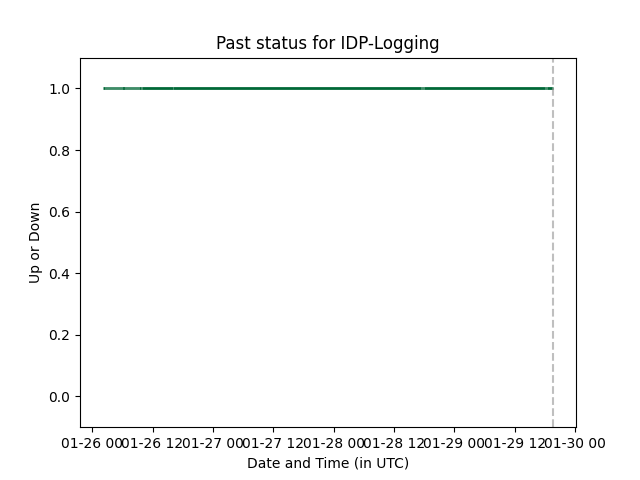 Past status for IDP-Logging
1.0
0.8
0.6
0.4
0.2
0.0
Up or Down
01-26 00 01-26 12 01-27 00 01-27 12 01-28 00 01-28 12 01-29 00 01-29 12 01-30 00
Date and Time (in UTC)